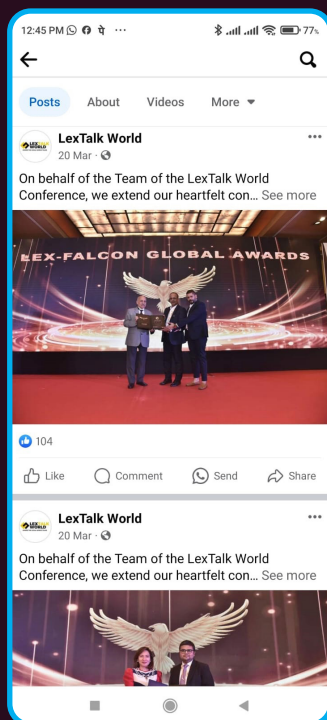 12:45 PM ...
77%
Posts About Videos More
LexTalk World
20 Mar ·
On behalf of the Team of the LexTalk World
Conference, we extend our heartfelt con... See more
LEX-FALCON GLOBAL AWARDS
104
Like Comment Send Share
LexTalk World
20 Mar ·
On behalf of the Team of the LexTalk World
Conference, we extend our heartfelt con... See more